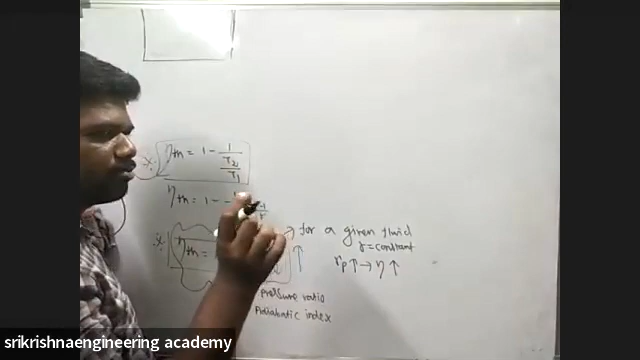 ηth = 1 - 1 / (T2 / T1)
ηth = 1 -
ηth =
→ for a given fluid
γ = constant
rp ↑ → η ↑
pressure ratio
Adiabatic index
srikrishnaengineering academy